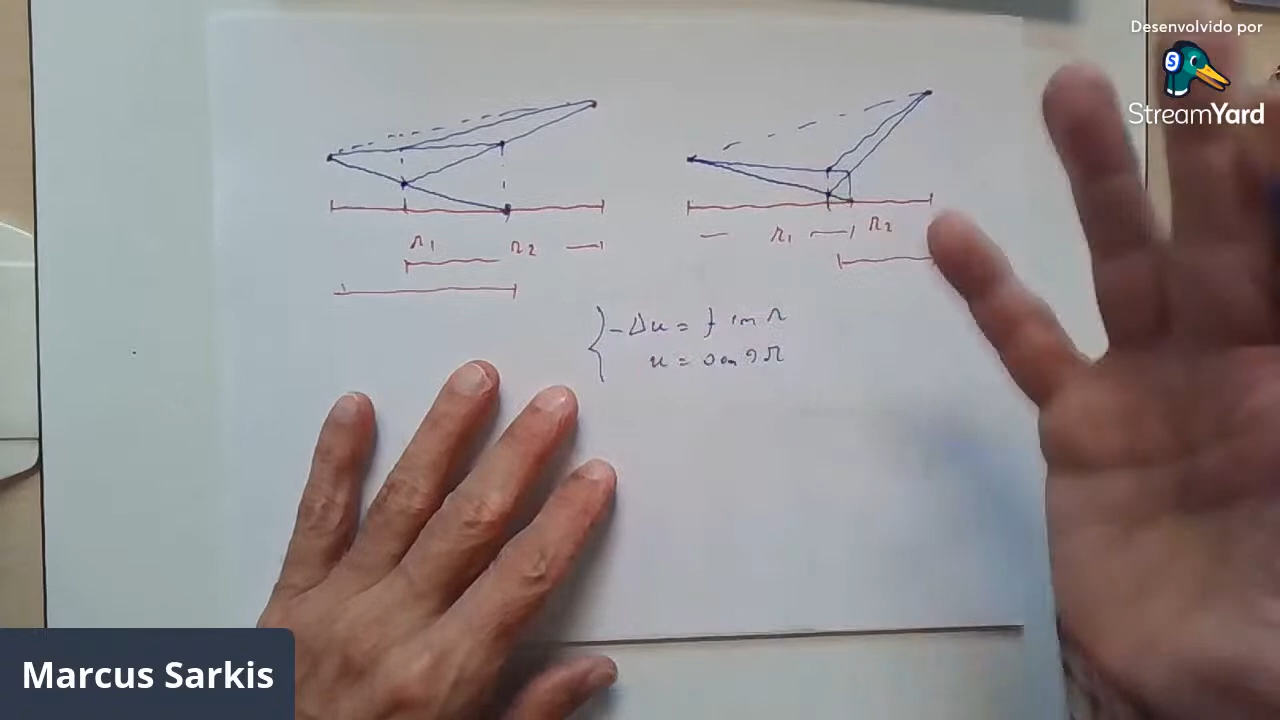 Desenvolvido por
StreamYard
Ω₁ Ω₂
Ω₁ Ω₂
-Δu = f in Ω
u = 0 on ∂Ω
Marcus Sarkis